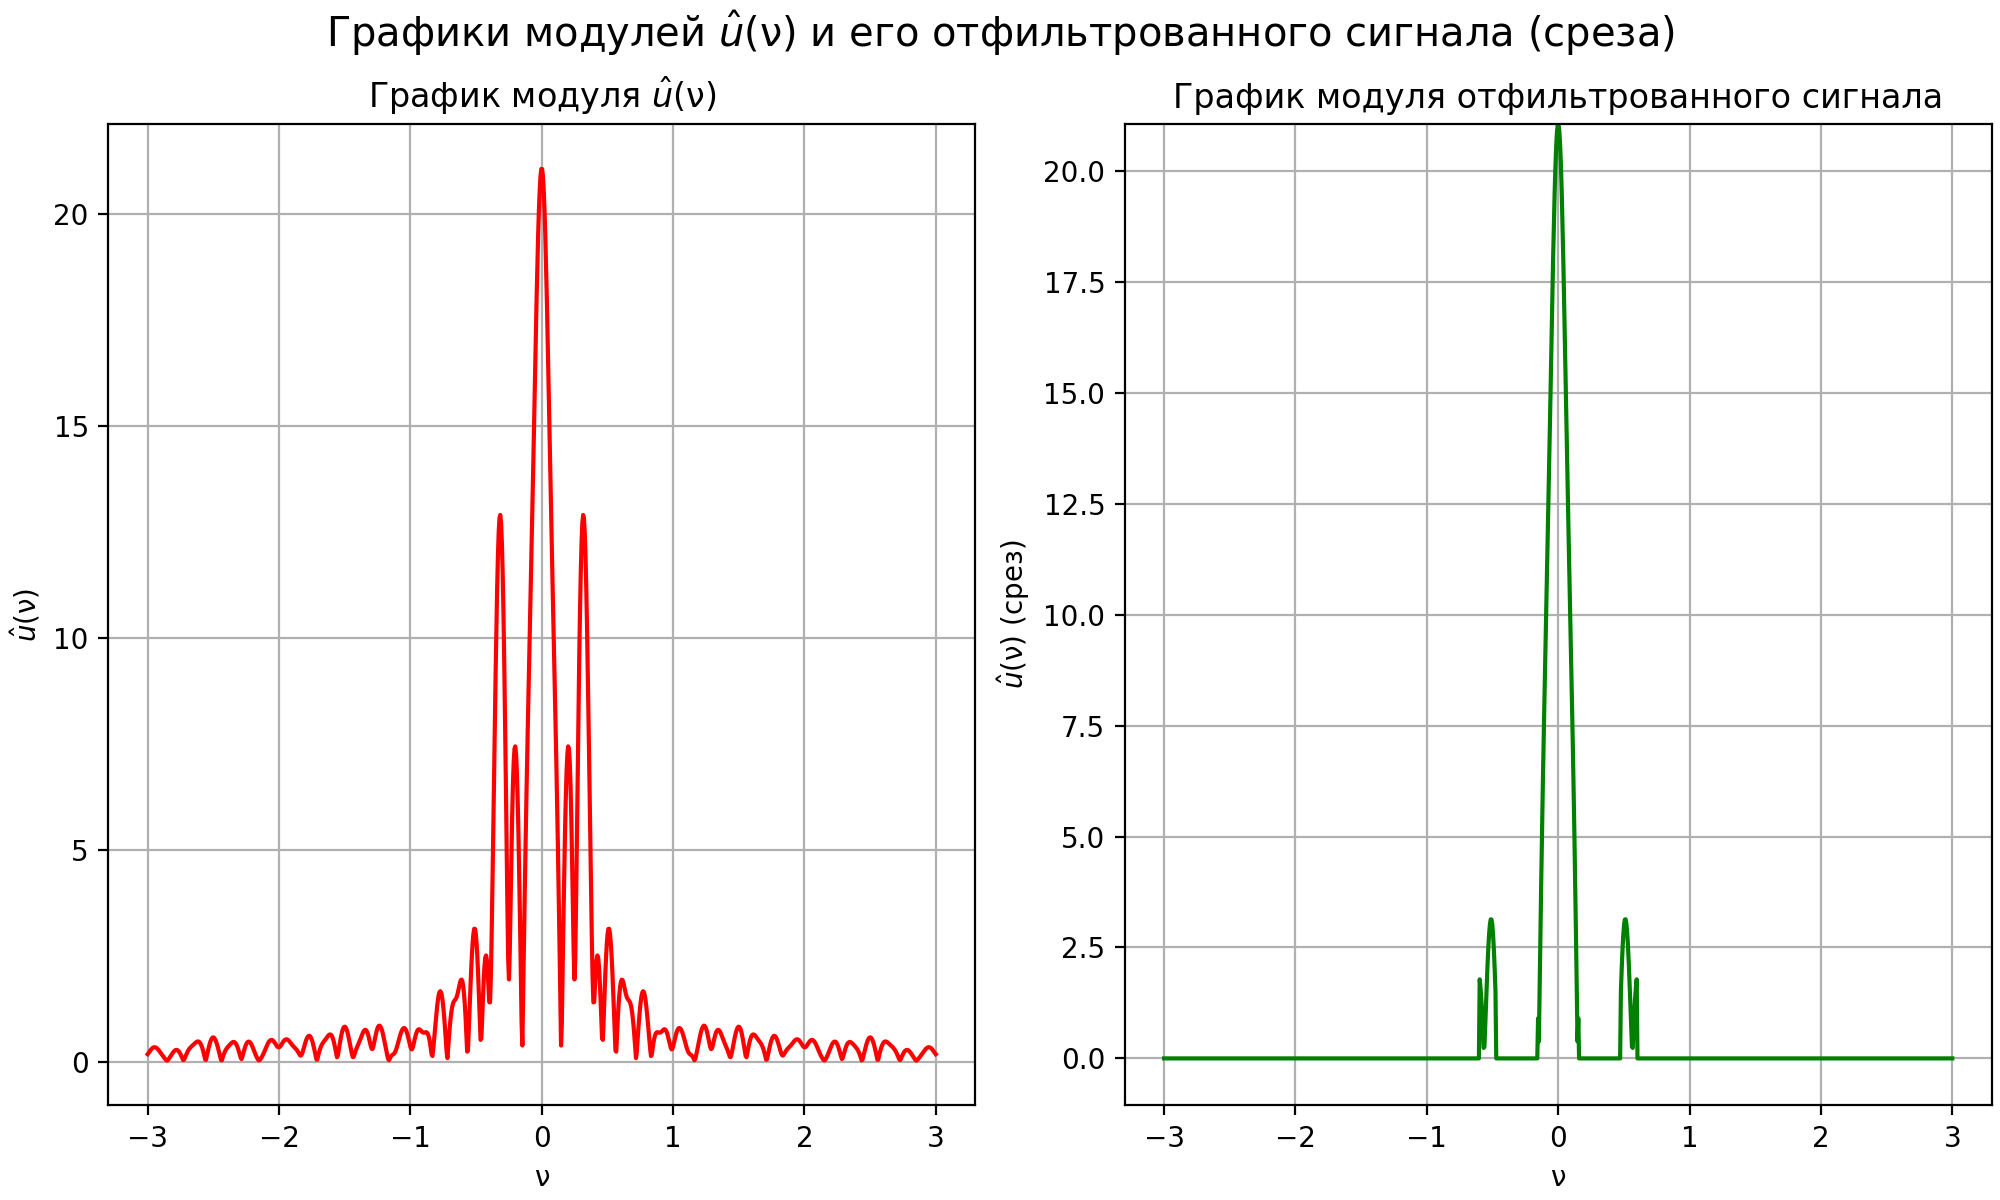 Графики модулей û(ν) и его отфильтрованного сигнала (среза)
График модуля û(ν)
û(ν)
20
15
10
5
0
−3 −2 −1 0 1 2 3
ν
График модуля отфильтрованного сигнала
û(ν) (срез)
20.0
17.5
15.0
12.5
10.0
7.5
5.0
2.5
0.0
−3 −2 −1 0 1 2 3
ν